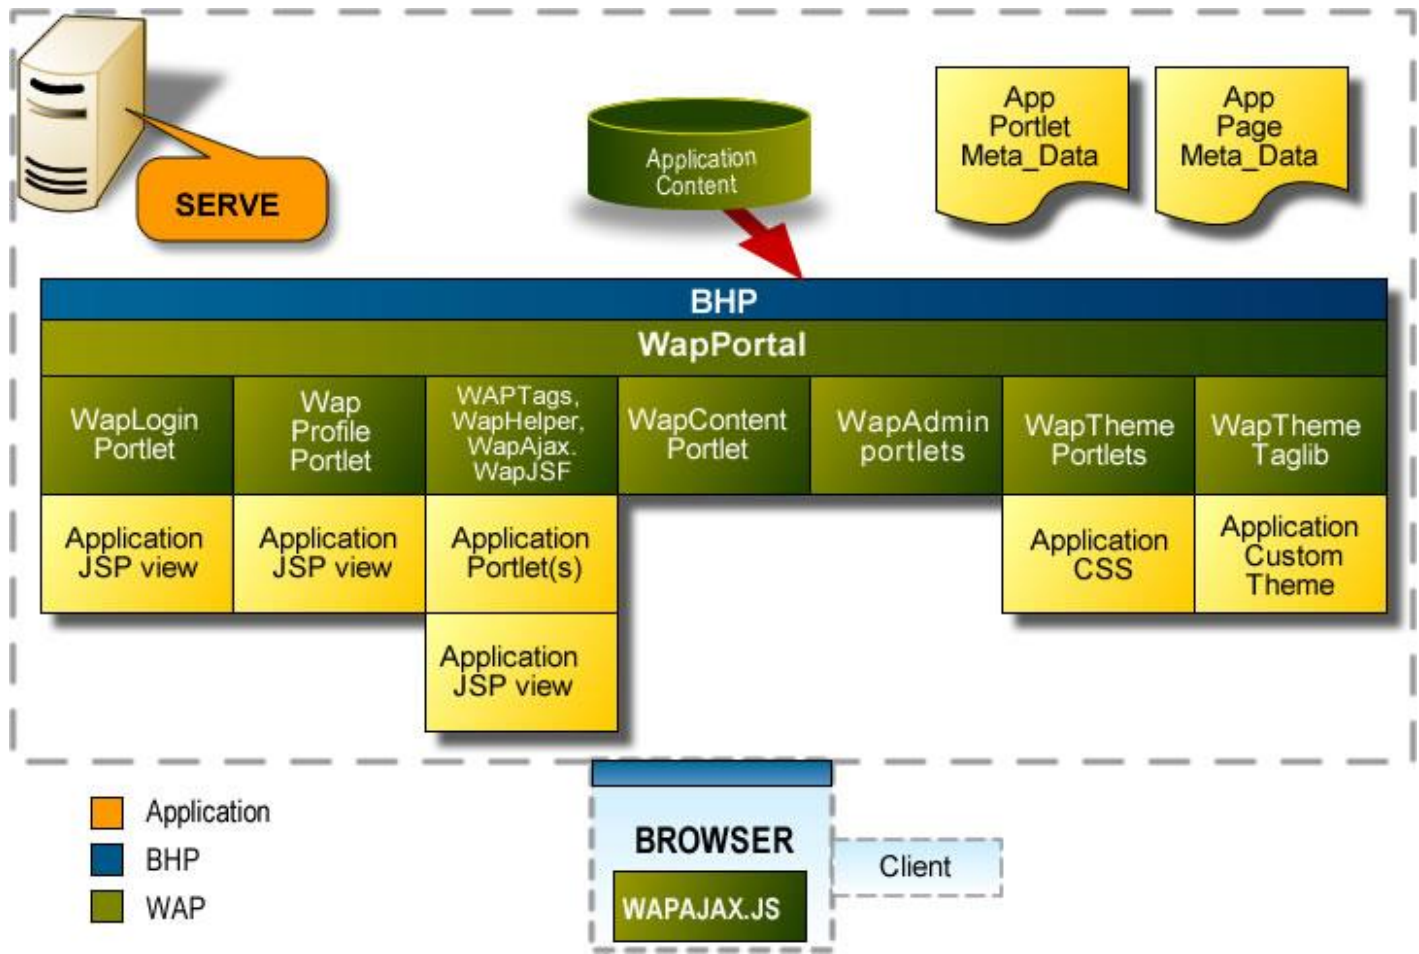 SERVE
Application
Content
App
Portlet
Meta_Data
App
Page
Meta_Data
BHP
WapPortal
WapLogin
Portlet
Wap
Profile
Portlet
WAPTags,
WapHelper,
WapAjax.
WapJSF
WapContent
Portlet
WapAdmin
portlets
WapTheme
Portlets
WapTheme
Taglib
Application
JSP view
Application
JSP view
Application
Portlet(s)
Application
CSS
Application
Custom
Theme
Application
JSP view
Application
BHP
WAP
BROWSER
WAPAJAX.JS
Client